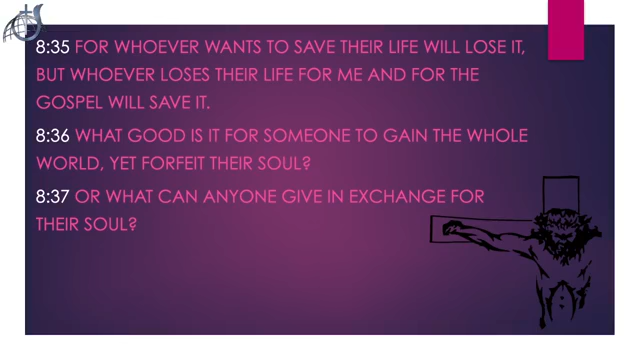 8:35 FOR WHOEVER WANTS TO SAVE THEIR LIFE WILL LOSE IT,
BUT WHOEVER LOSES THEIR LIFE FOR ME AND FOR THE
GOSPEL WILL SAVE IT.
8:36 WHAT GOOD IS IT FOR SOMEONE TO GAIN THE WHOLE
WORLD, YET FORFEIT THEIR SOUL?
8:37 OR WHAT CAN ANYONE GIVE IN EXCHANGE FOR
THEIR SOUL?